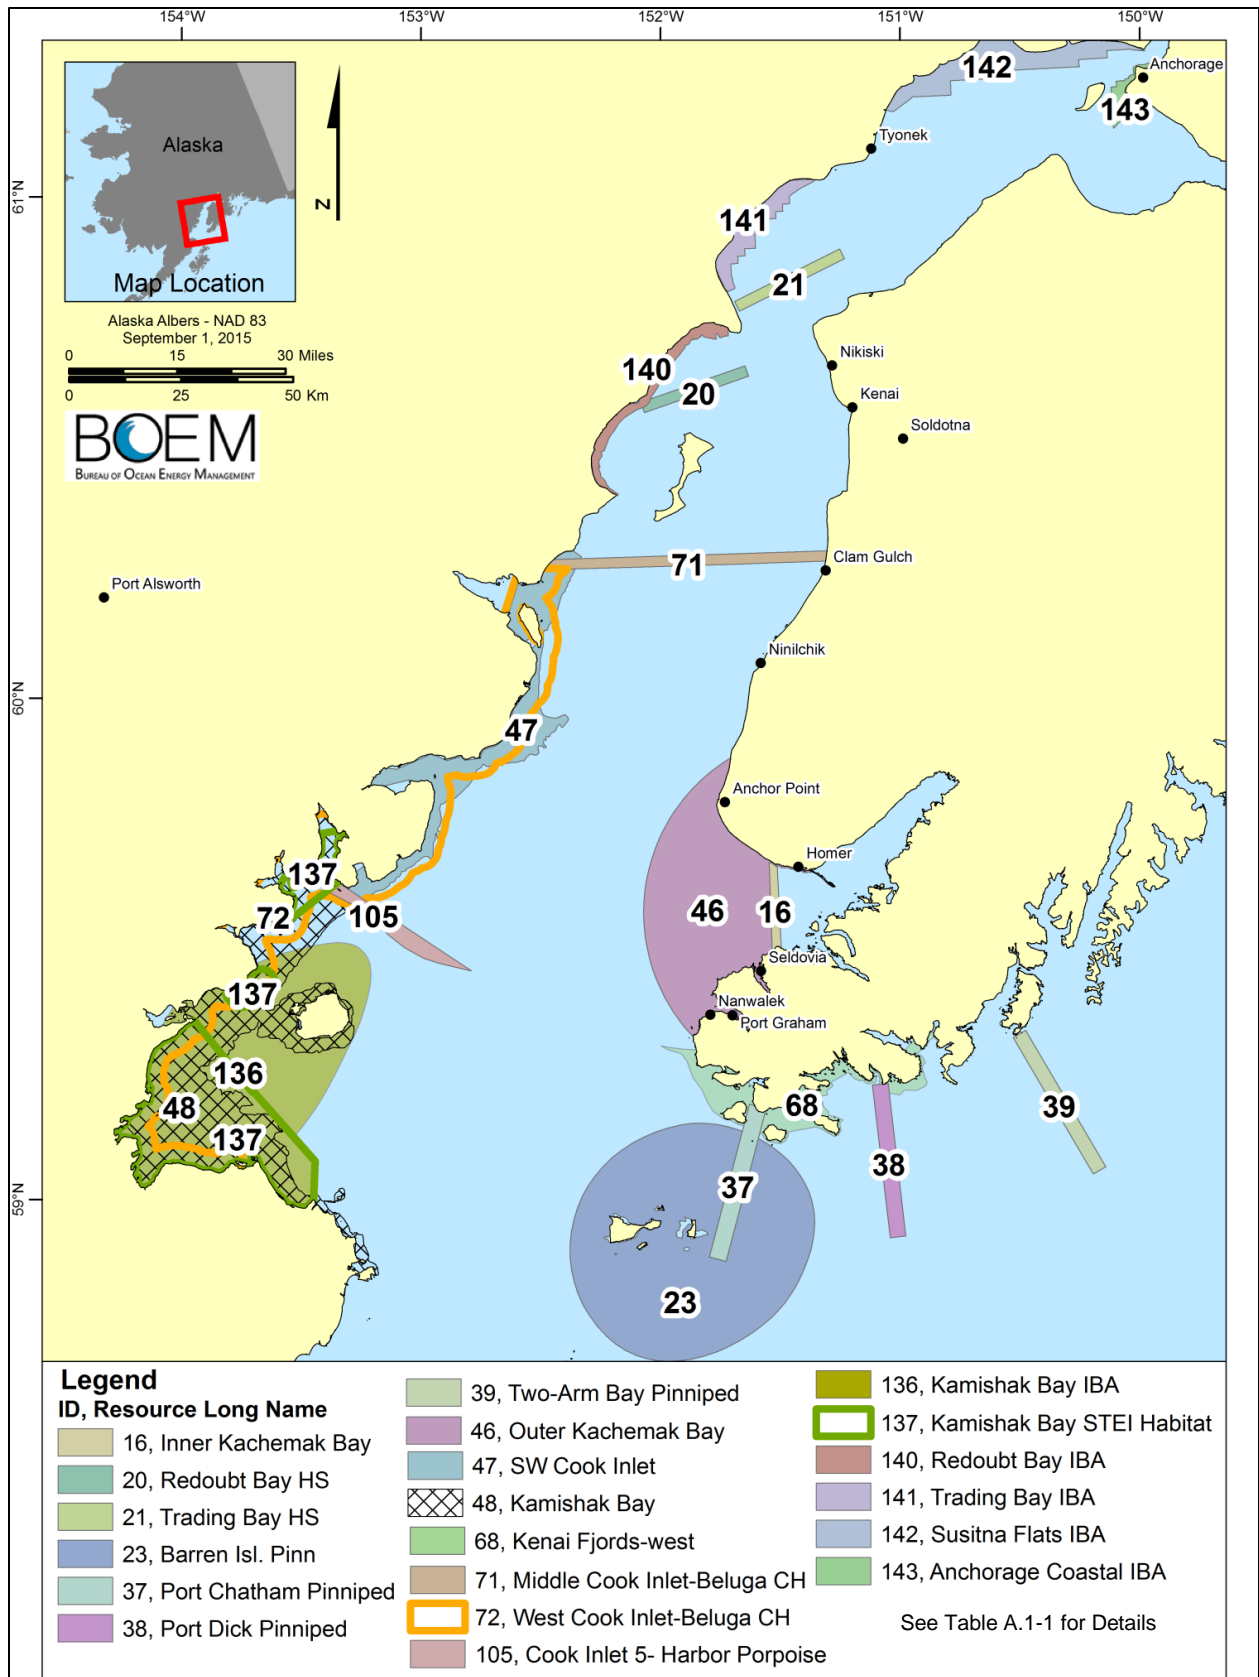 154°W
153°W
152°W
151°W
150°W
61°N
60°N
59°N
Alaska
Map Location
N
Alaska Albers - NAD 83
September 1, 2015
0 15 30 Miles
0 25 50 Km
BOEM
BUREAU OF OCEAN ENERGY MANAGEMENT
142
Anchorage
143
Tyonek
141
21
Nikiski
140
20
Kenai
Soldotna
71
Clam Gulch
Port Alsworth
Ninilchik
47
Anchor Point
Homer
137
72
105
46
16
Seldovia
137
Nanwalek
Port Graham
136
48
137
68
39
38
37
23
Legend
ID, Resource Long Name
16, Inner Kachemak Bay
20, Redoubt Bay HS
21, Trading Bay HS
23, Barren Isl. Pinn
37, Port Chatham Pinniped
38, Port Dick Pinniped
39, Two-Arm Bay Pinniped
46, Outer Kachemak Bay
47, SW Cook Inlet
48, Kamishak Bay
68, Kenai Fjords-west
71, Middle Cook Inlet-Beluga CH
72, West Cook Inlet-Beluga CH
105, Cook Inlet 5- Harbor Porpoise
136, Kamishak Bay IBA
137, Kamishak Bay STEI Habitat
140, Redoubt Bay IBA
141, Trading Bay IBA
142, Susitna Flats IBA
143, Anchorage Coastal IBA
See Table A.1-1 for Details